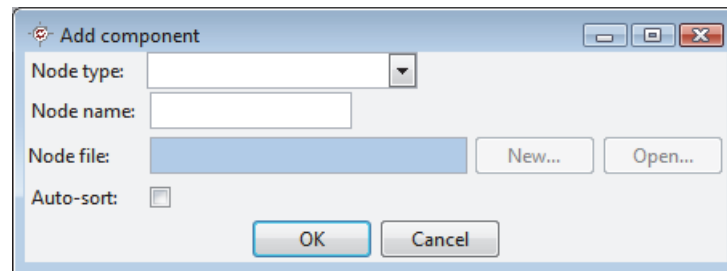 Add component
Node type:
Node name:
Node file: New... Open...
Auto-sort:
OK Cancel